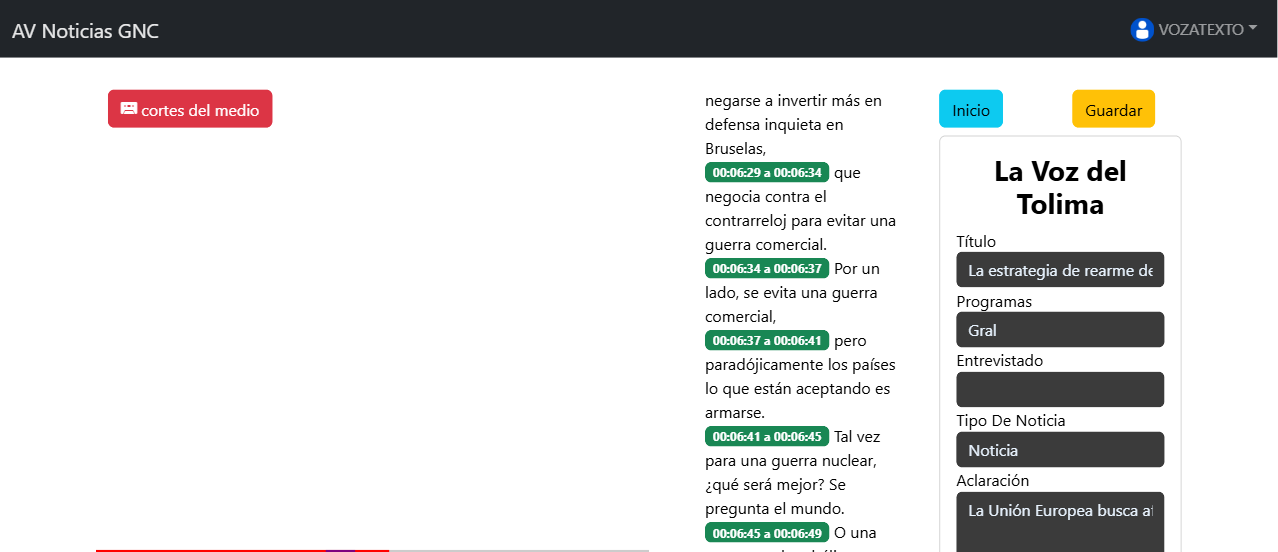 AV Noticias GNC
VOZATEXTO
cortes del medio
negarse a invertir más en
defensa inquieta en
Bruselas,
00:06:29 a 00:06:34 que
negocia contra el
contrarreloj para evitar una
guerra comercial.
00:06:34 a 00:06:37 Por un
lado, se evita una guerra
comercial,
00:06:37 a 00:06:41 pero
paradójicamente los países
lo que están aceptando es
armarse.
00:06:41 a 00:06:45 Tal vez
para una guerra nuclear,
¿qué será mejor? Se
pregunta el mundo.
00:06:45 a 00:06:49 O una
Inicio
Guardar
La Voz del
Tolima
Título
La estrategia de rearme de
Programas
Gral
Entrevistado
Tipo De Noticia
Noticia
Aclaración
La Unión Europea busca